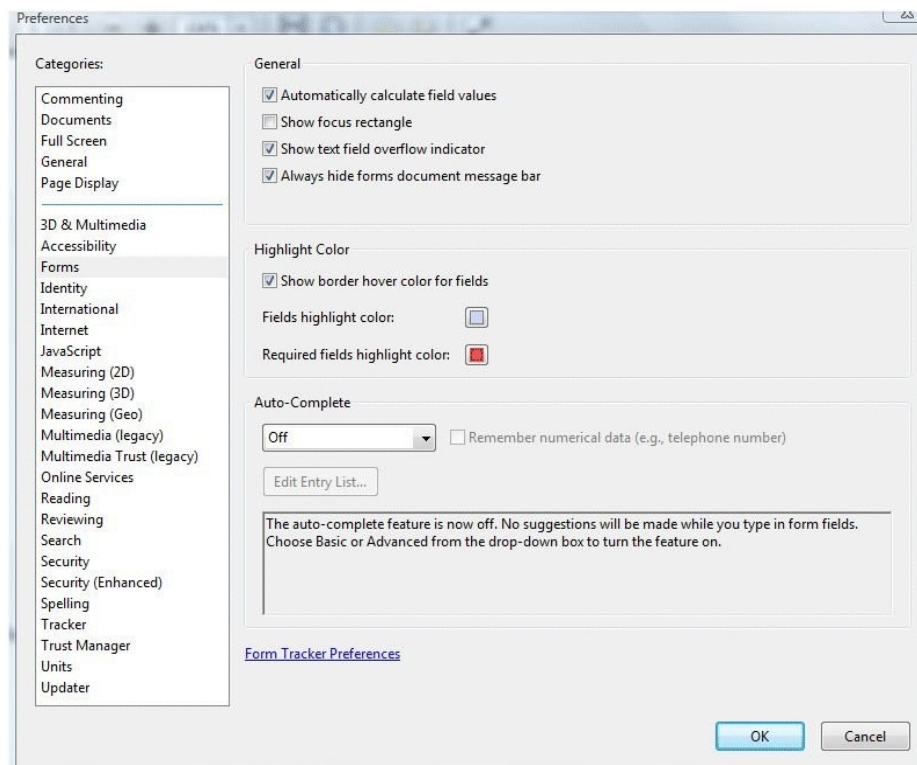 Preferences
Categories:
Commenting
Documents
Full Screen
General
Page Display
3D & Multimedia
Accessibility
Forms
Identity
International
Internet
JavaScript
Measuring (2D)
Measuring (3D)
Measuring (Geo)
Multimedia (legacy)
Multimedia Trust (legacy)
Online Services
Reading
Reviewing
Search
Security
Security (Enhanced)
Spelling
Tracker
Trust Manager
Units
Updater
General
Automatically calculate field values
Show focus rectangle
Show text field overflow indicator
Always hide forms document message bar
Highlight Color
Show border hover color for fields
Fields highlight color:
Required fields highlight color:
Auto-Complete
Off
Remember numerical data (e.g., telephone number)
Edit Entry List...
The auto-complete feature is now off. No suggestions will be made while you type in form fields.
Choose Basic or Advanced from the drop-down box to turn the feature on.
Form Tracker Preferences
OK
Cancel